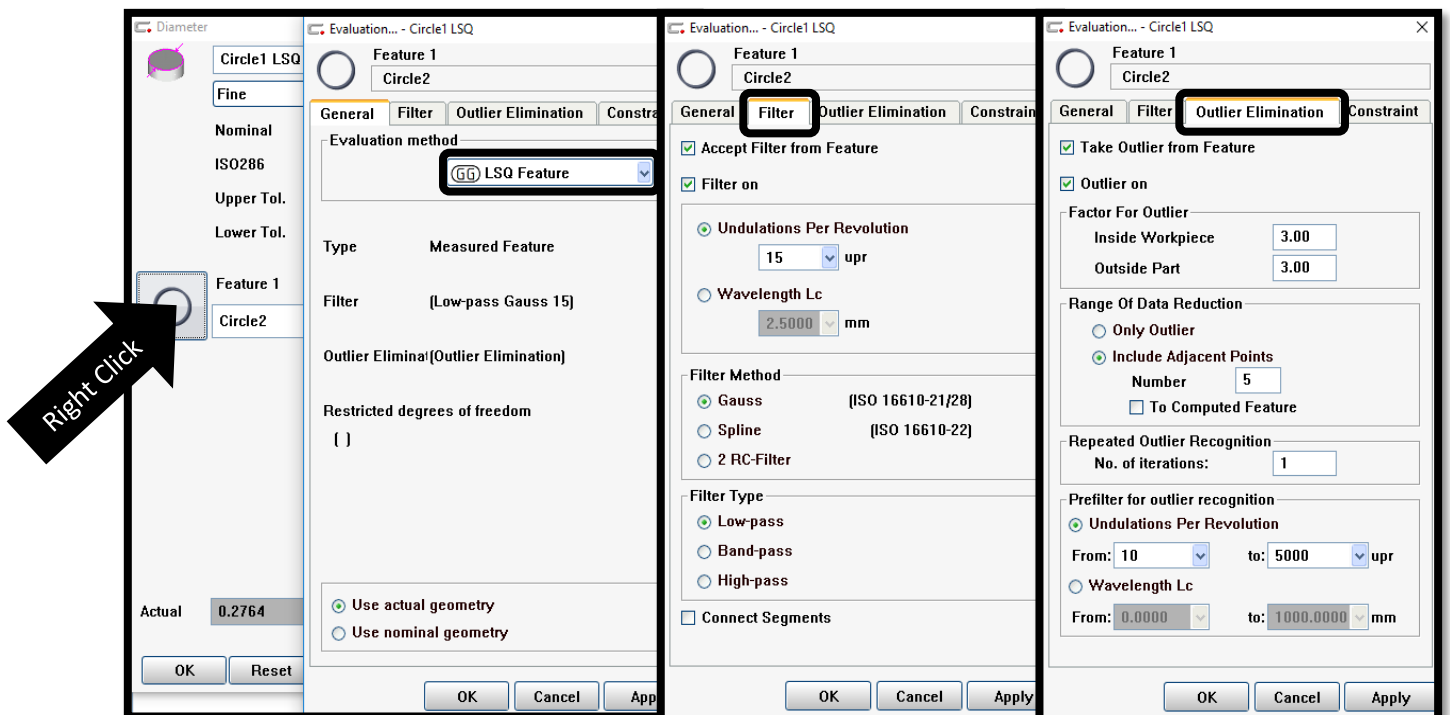 Diameter
Circle1 LSQ
Fine
Nominal
ISO286
Upper Tol.
Lower Tol.
Feature 1
Circle2
Right Click
Actual 0.2764
OK Reset
Evaluation... - Circle1 LSQ
Feature 1
Circle2
General Filter Outlier Elimination Constra
Evaluation method
GG LSQ Feature
Type Measured Feature
Filter (Low-pass Gauss 15)
Outlier Eliminat(Outlier Elimination)
Restricted degrees of freedom
( )
Use actual geometry
Use nominal geometry
OK Cancel App
Evaluation... - Circle1 LSQ
Feature 1
Circle2
General Filter Outlier Elimination Constrain
Accept Filter from Feature
Filter on
Undulations Per Revolution
15 upr
Wavelength Lc
2.5000 mm
Filter Method
Gauss (ISO 16610-21/28)
Spline (ISO 16610-22)
2 RC-Filter
Filter Type
Low-pass
Band-pass
High-pass
Connect Segments
OK Cancel Apply
Evaluation... - Circle1 LSQ
Feature 1
Circle2
General Filter Outlier Elimination Constraint
Take Outlier from Feature
Outlier on
Factor For Outlier
Inside Workpiece 3.00
Outside Part 3.00
Range Of Data Reduction
Only Outlier
Include Adjacent Points
Number 5
To Computed Feature
Repeated Outlier Recognition
No. of iterations: 1
Prefilter for outlier recognition
Undulations Per Revolution
From: 10 to: 5000 upr
Wavelength Lc
From: 0.0000 to: 1000.0000 mm
OK Cancel Apply